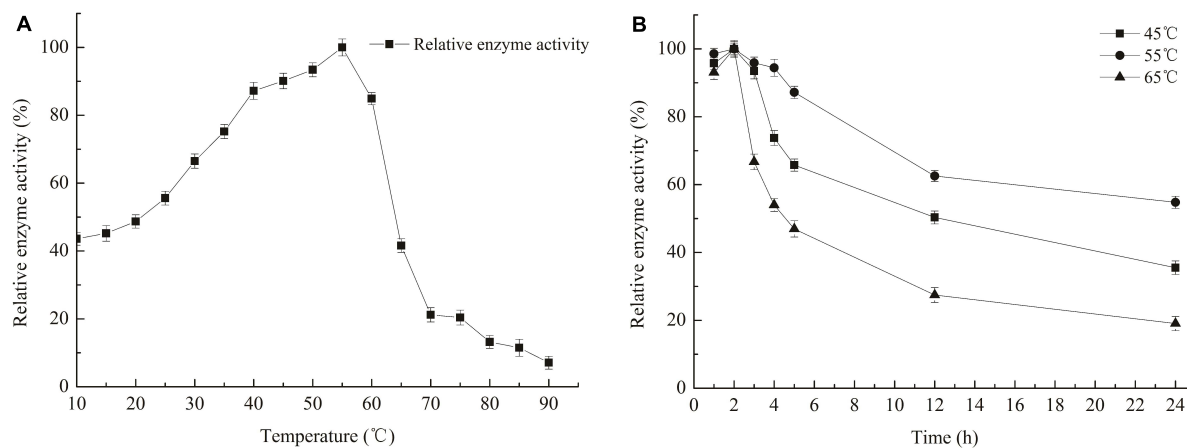 A
Relative enzyme activity
Relative enzyme activity (%)
100
80
60
40
20
0
10 20 30 40 50 60 70 80 90
Temperature (℃)
B
45℃
55℃
65℃
Relative enzyme activity (%)
100
80
60
40
20
0
0 2 4 6 8 10 12 14 16 18 20 22 24
Time (h)